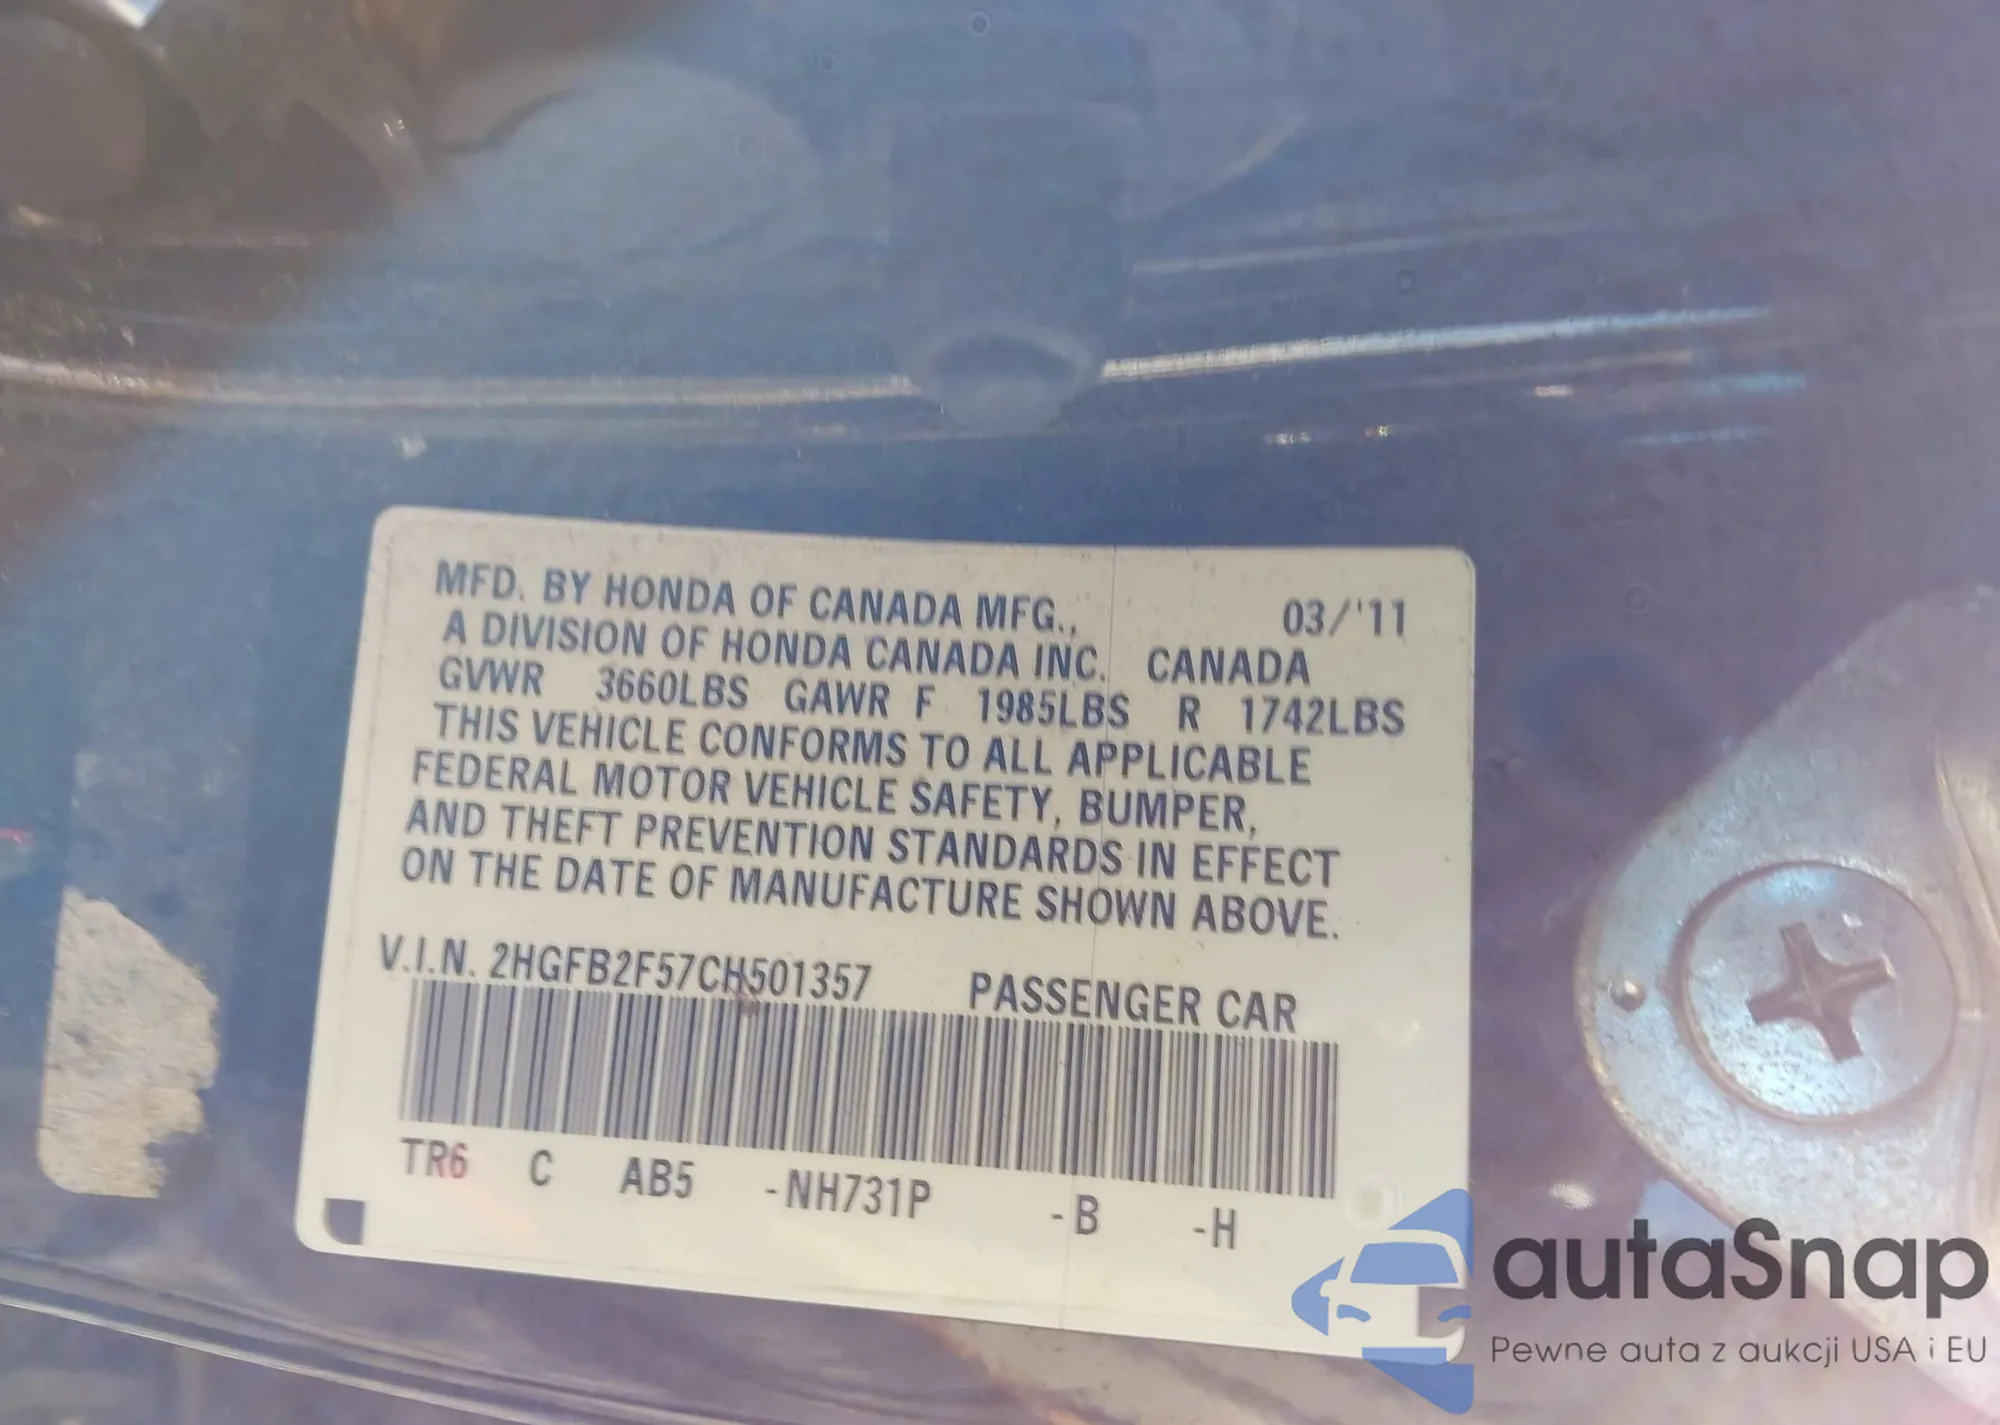 MFD. BY HONDA OF CANADA MFG., 03/'11
A DIVISION OF HONDA CANADA INC. CANADA
GVWR 3660LBS GAWR F 1985LBS R 1742LBS
THIS VEHICLE CONFORMS TO ALL APPLICABLE
FEDERAL MOTOR VEHICLE SAFETY, BUMPER,
AND THEFT PREVENTION STANDARDS IN EFFECT
ON THE DATE OF MANUFACTURE SHOWN ABOVE.
V.I.N. 2HGFB2F57CH501357 PASSENGER CAR
TR6 C AB5 -NH731P -B -H
autaSnap
Pewne auta z aukcji USA i EU